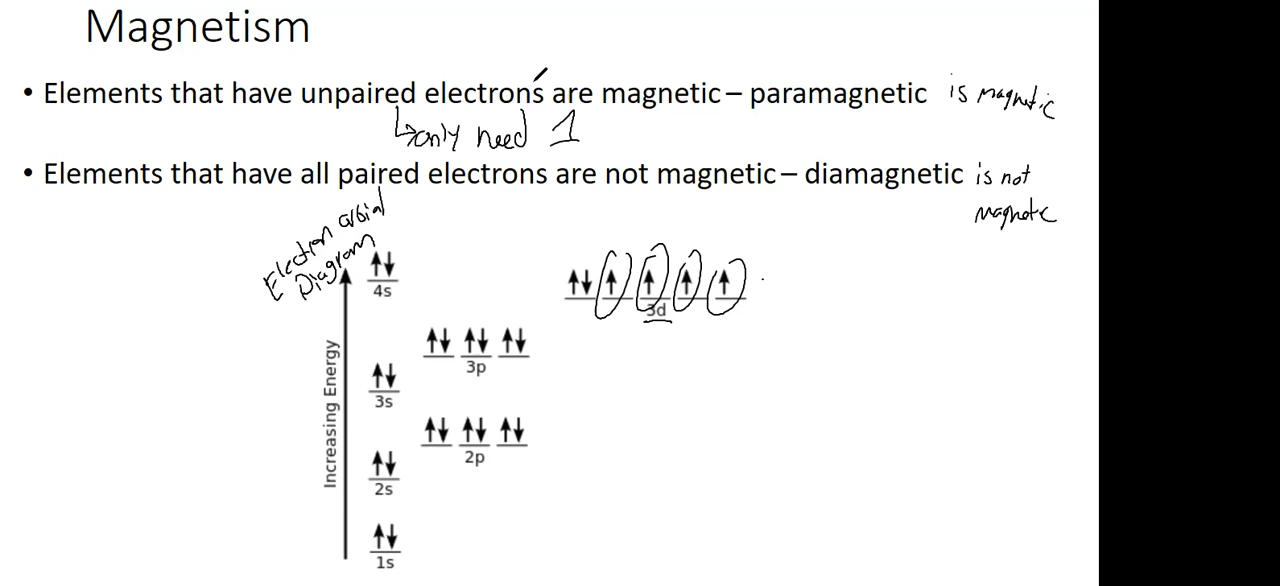 Magnetism
• Elements that have unpaired electrons are magnetic – paramagnetic is magnetic
↳ only need 1
• Elements that have all paired electrons are not magnetic – diamagnetic is not
magnetic
Electron orbial
Diagram
4s
3d
Increasing Energy
3p
3s
2p
2s
1s